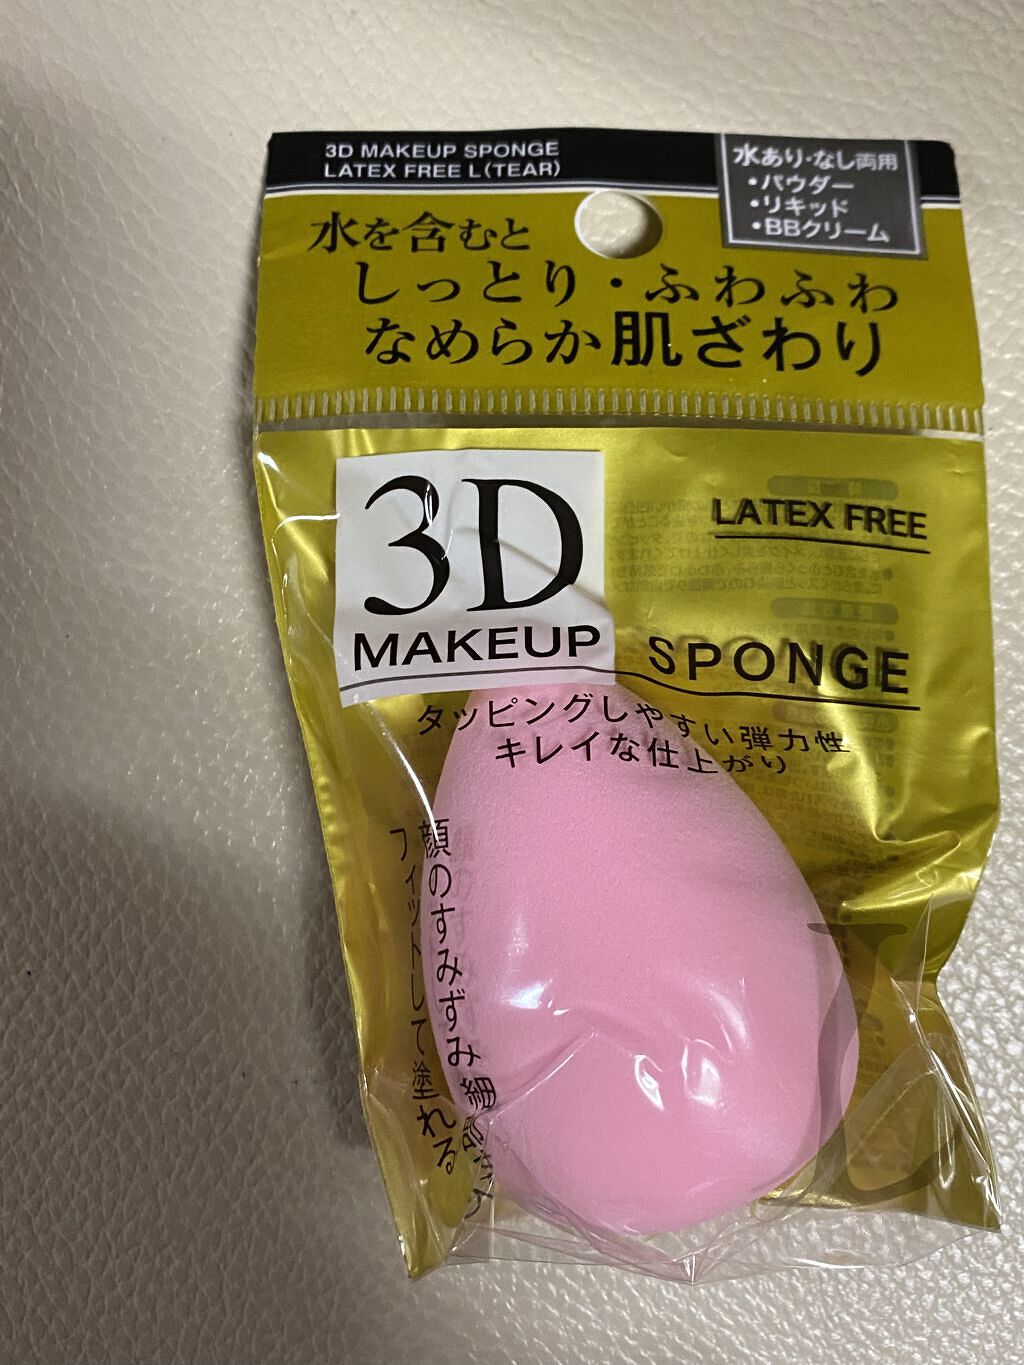 3D MAKEUP SPONGE
LATEX FREE L(TEAR)
水あり・なし両用
・パウダー
・リキッド
・BBクリーム
水を含むと
しっとり・ふわふわ
なめらか肌ざわり
3D
MAKEUP SPONGE
LATEX FREE
タッピングしやすい弾力性
キレイな仕上がり
顔のすみずみ細部まで
フィットして塗れる
L